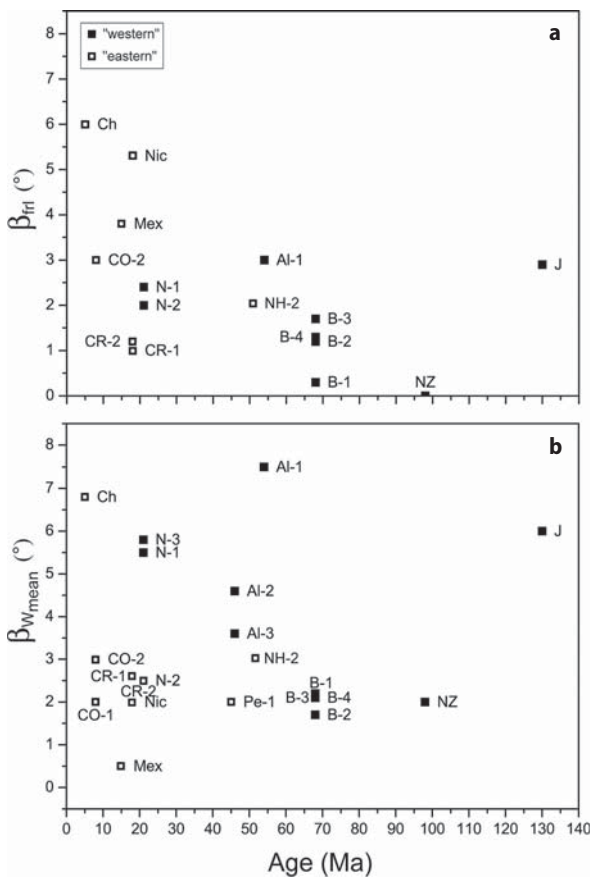 "western"
"eastern"
a
8
7
6
5
4
3
2
1
0
βfrl (°)
Ch
Nic
Mex
CO-2
Al-1
J
N-1
N-2
NH-2
B-3
CR-2
B-4
B-2
CR-1
B-1
NZ
b
8
7
6
5
4
3
2
1
0
βWmean (°)
Al-1
Ch
J
N-3
N-1
Al-2
Al-3
CO-2
NH-2
CR-1
N-2
B-1
CR-2
B-3
B-4
CO-1
Nic
Pe-1
B-2
NZ
Mex
0 10 20 30 40 50 60 70 80 90 100 110 120 130 140
Age (Ma)